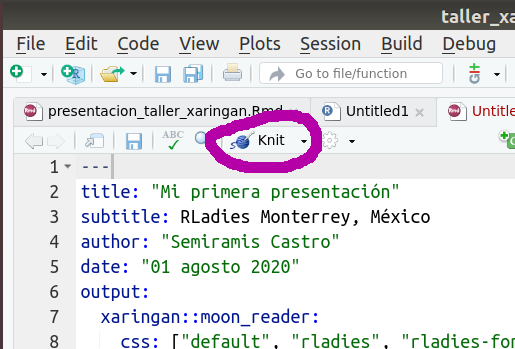 taller_xa
File Edit Code View Plots Session Build Debug
Go to file/function
presentacion_taller_xaringan.Rmd Untitled1 Untitle
ABC Knit
1 ---
2 title: "Mi primera presentación"
3 subtitle: RLadies Monterrey, México
4 author: "Semiramis Castro"
5 date: "01 agosto 2020"
6 output:
7 xaringan::moon_reader:
8 css: ["default", "rladies", "rladies-fon